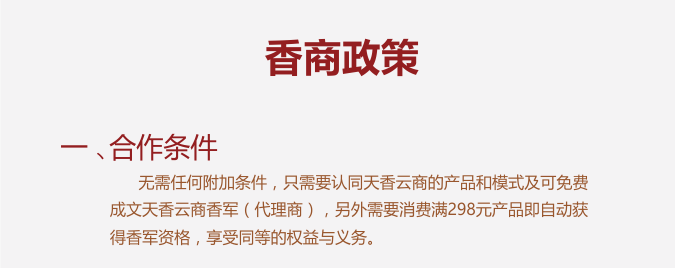 香商政策
一、合作条件
无需任何附加条件，只需要认同天香云商的产品和模式及可免费
成文天香云商香军（代理商），另外需要消费满298元产品即自动获
得香军资格，享受同等的权益与义务。